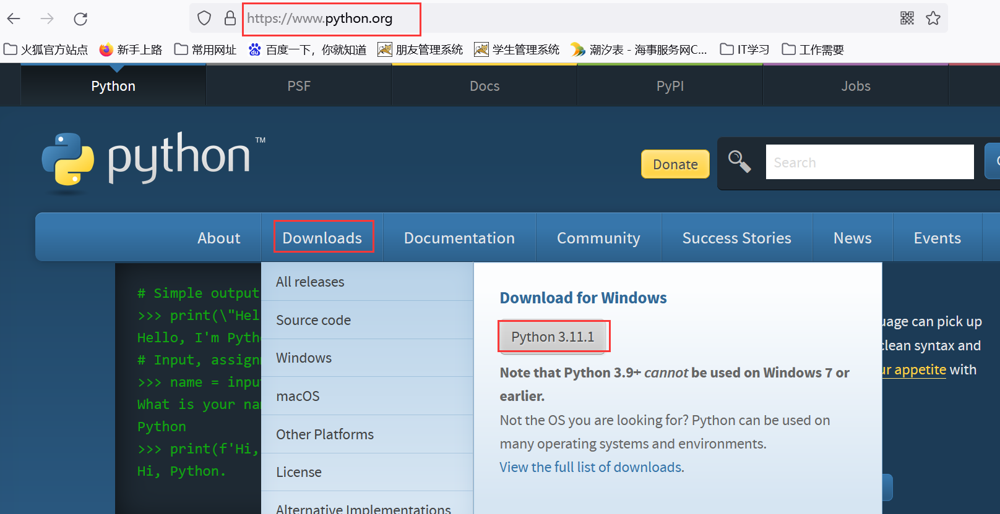 https://www.python.org
火狐官方站点 新手上路 常用网址 百度一下，你就知道 朋友管理系统 学生管理系统 潮汐表 - 海事服务网C... IT学习 工作需要
Python PSF Docs PyPI Jobs
python™
Donate Search
About Downloads Documentation Community Success Stories News Events
All releases
Source code
Windows
macOS
Other Platforms
License
Alternative Implementations
# Simple output
>>> print(\"Hel
Hello, I'm Pyth
# Input, assign
>>> name = inpu
What is your na
Python
>>> print(f'Hi,
Hi, Python.
Download for Windows
Python 3.11.1
Note that Python 3.9+ cannot be used on Windows 7 or
earlier.
Not the OS you are looking for? Python can be used on
many operating systems and environments.
View the full list of downloads.
uage can pick up
clean syntax and
ur appetite with